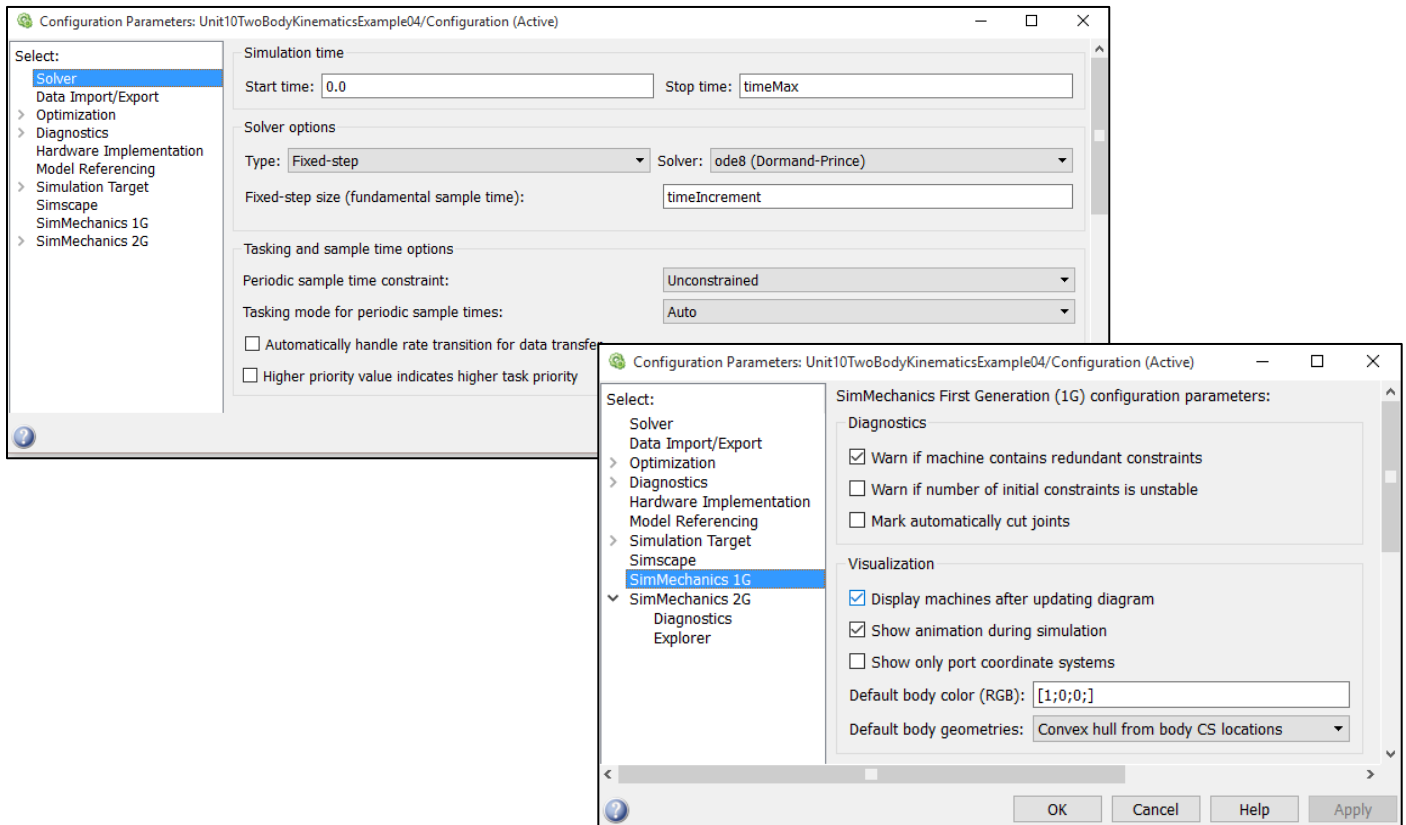 Configuration Parameters: Unit10TwoBodyKinematicsExample04/Configuration (Active)
Select:
Solver
Data Import/Export
Optimization
Diagnostics
Hardware Implementation
Model Referencing
Simulation Target
Simscape
SimMechanics 1G
SimMechanics 2G
Simulation time
Start time: 0.0 Stop time: timeMax
Solver options
Type: Fixed-step Solver: ode8 (Dormand-Prince)
Fixed-step size (fundamental sample time): timeIncrement
Tasking and sample time options
Periodic sample time constraint: Unconstrained
Tasking mode for periodic sample times: Auto
Automatically handle rate transition for data transfer
Higher priority value indicates higher task priority
Configuration Parameters: Unit10TwoBodyKinematicsExample04/Configuration (Active)
Select:
Solver
Data Import/Export
Optimization
Diagnostics
Hardware Implementation
Model Referencing
Simulation Target
Simscape
SimMechanics 1G
SimMechanics 2G
Diagnostics
Explorer
SimMechanics First Generation (1G) configuration parameters:
Diagnostics
Warn if machine contains redundant constraints
Warn if number of initial constraints is unstable
Mark automatically cut joints
Visualization
Display machines after updating diagram
Show animation during simulation
Show only port coordinate systems
Default body color (RGB): [1;0;0;]
Default body geometries: Convex hull from body CS locations
OK Cancel Help Apply